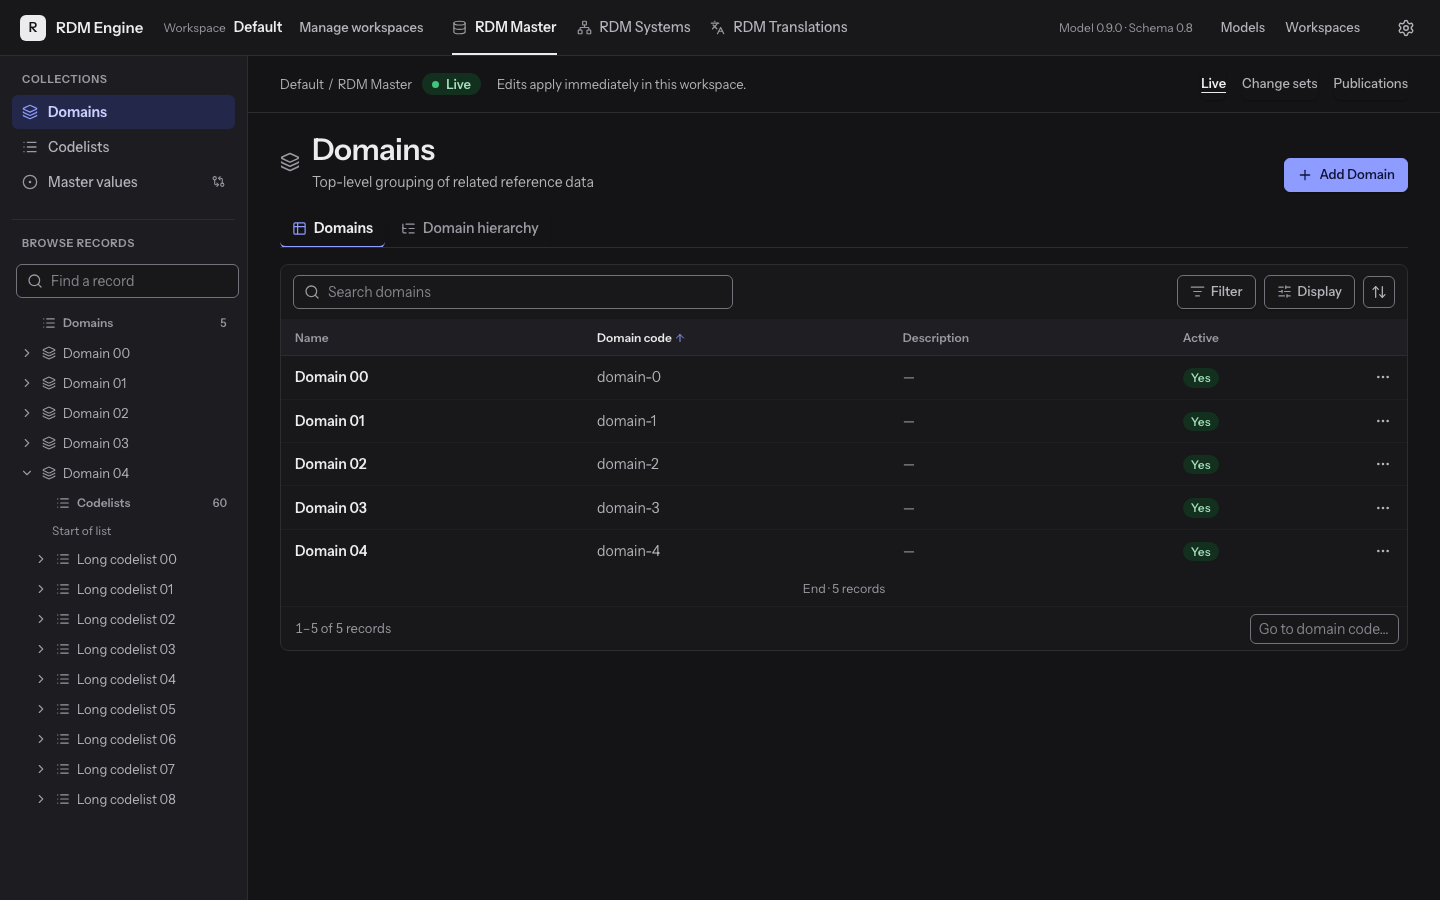 R RDM Engine Workspace Default Manage workspaces RDM Master RDM Systems RDM Translations Model 0.9.0 · Schema 0.8 Models Workspaces
COLLECTIONS
Domains
Codelists
Master values
BROWSE RECORDS
Find a record
Domains 5
Domain 00
Domain 01
Domain 02
Domain 03
Domain 04
Codelists 60
Start of list
Long codelist 00
Long codelist 01
Long codelist 02
Long codelist 03
Long codelist 04
Long codelist 05
Long codelist 06
Long codelist 07
Long codelist 08
Default / RDM Master Live Edits apply immediately in this workspace. Live Change sets Publications
Domains
Top-level grouping of related reference data
Add Domain
Domains Domain hierarchy
Search domains Filter Display
Name Domain code ↑ Description Active
Domain 00 domain-0 — Yes
Domain 01 domain-1 — Yes
Domain 02 domain-2 — Yes
Domain 03 domain-3 — Yes
Domain 04 domain-4 — Yes
End · 5 records
1–5 of 5 records Go to domain code...